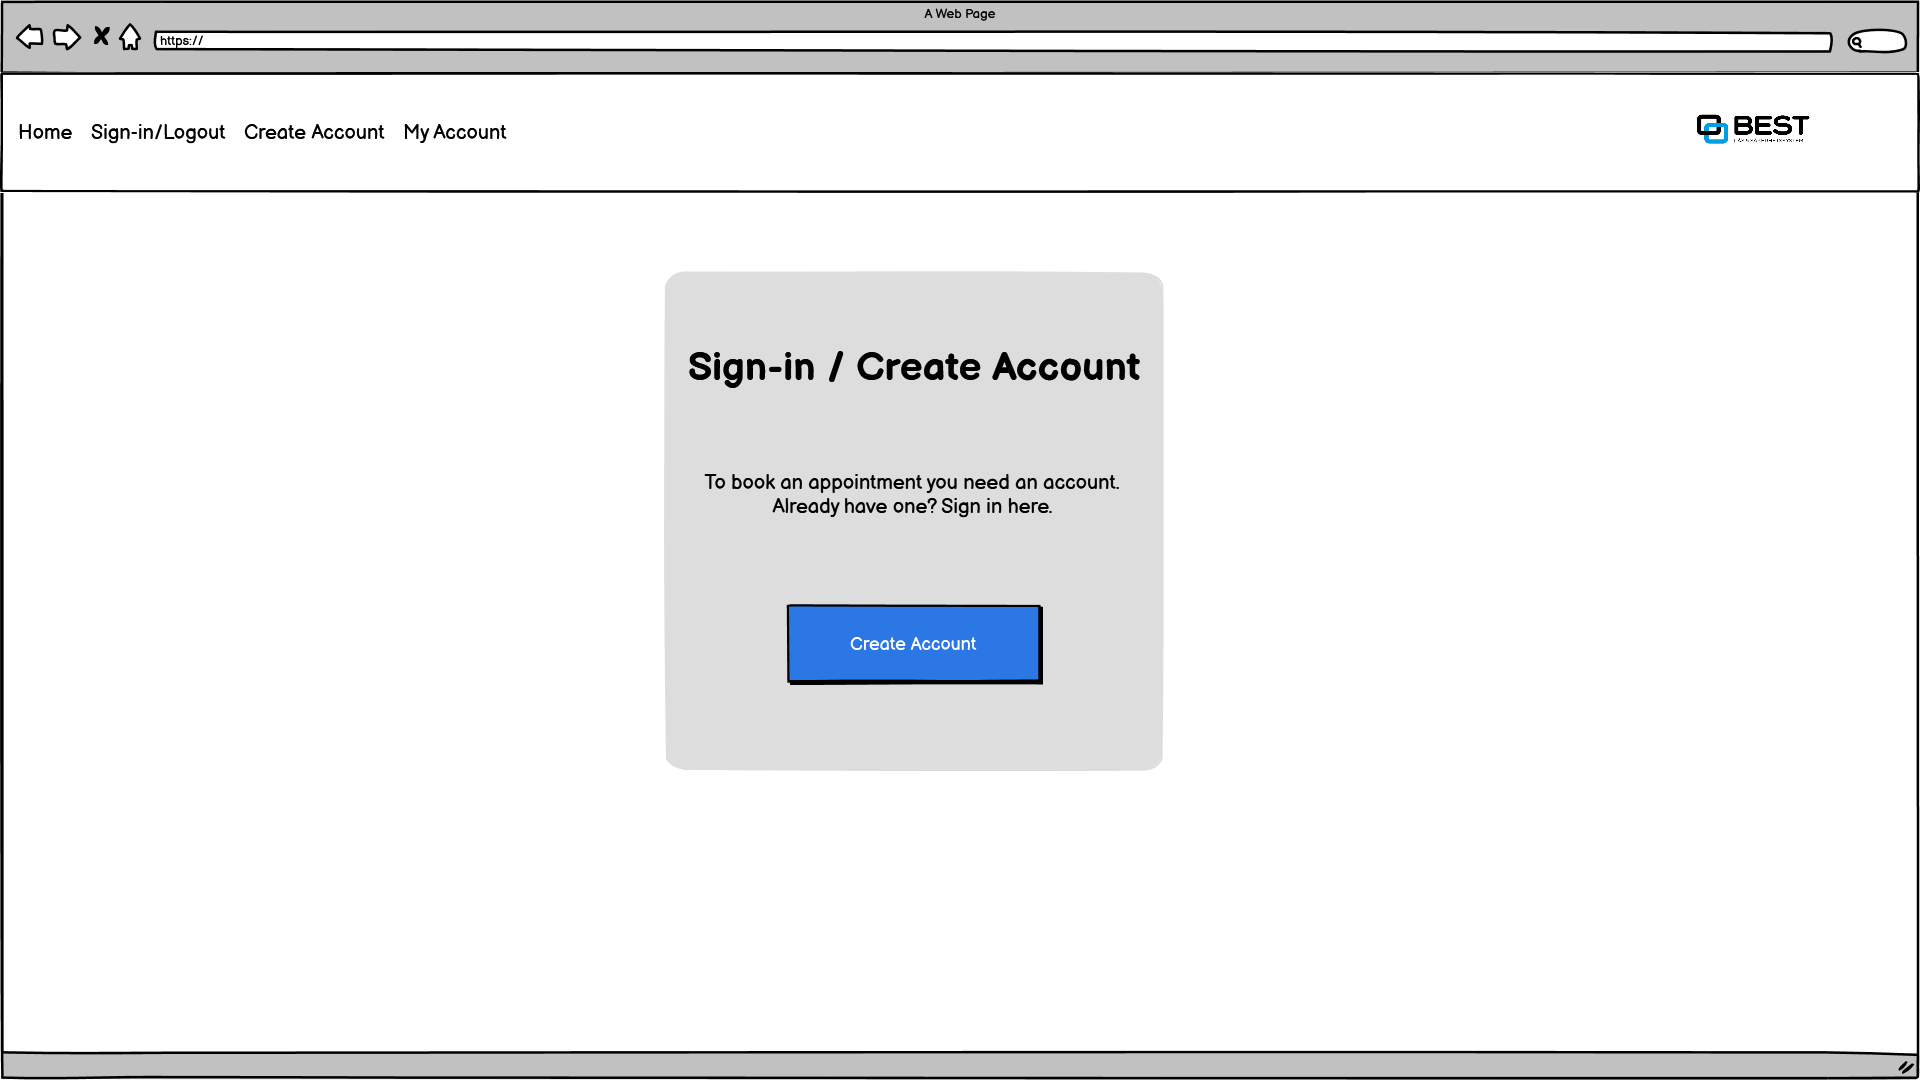 A Web Page
https://
Home Sign-in/Logout Create Account My Account
BEST
Sign-in / Create Account
To book an appointment you need an account.
Already have one? Sign in here.
Create Account